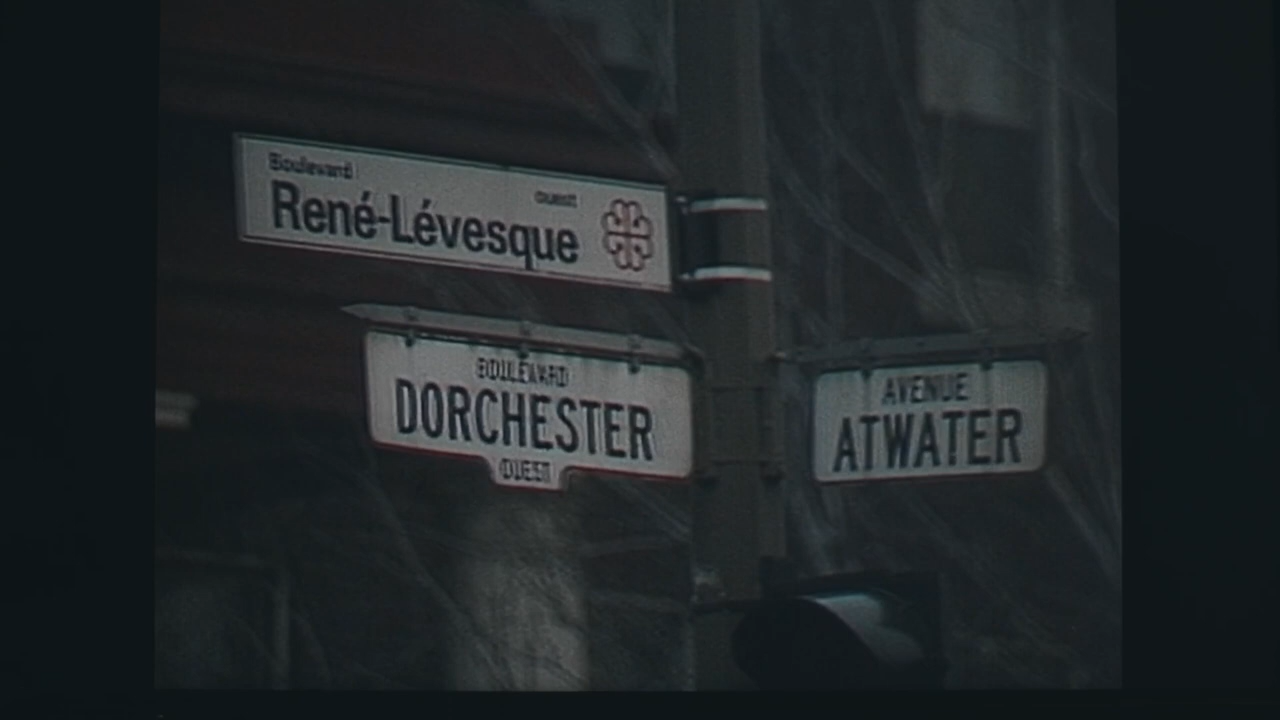 Boulevard
ouest
René-Lévesque
BOULEVARD
DORCHESTER
OUEST
AVENUE
ATWATER